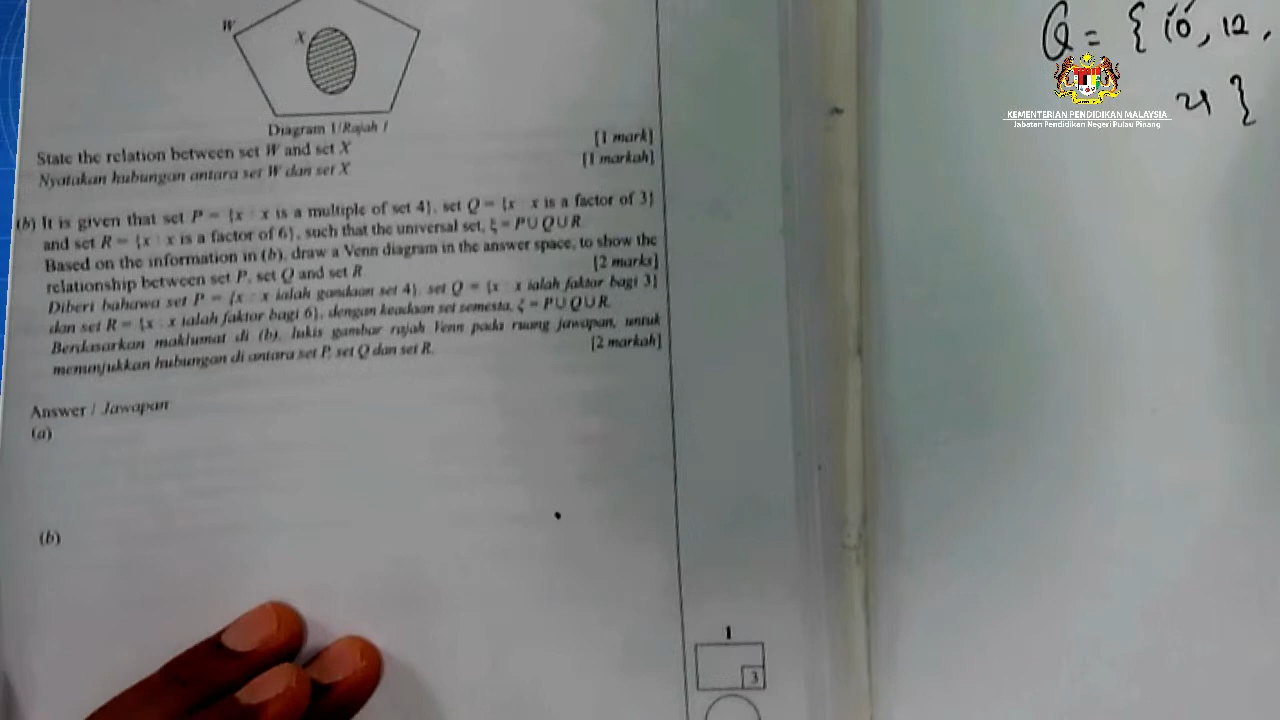 W
X
Diagram 1/Rajah 1
State the relation between set W and set X
[1 mark]
Nyatakan hubungan antara set W dan set X
[1 markah]
(b) It is given that set P = {x : x is a multiple of set 4}, set Q = {x : x is a factor of 3}
and set R = {x : x is a factor of 6}, such that the universal set, ξ = P∪Q∪R
Based on the information in (b), draw a Venn diagram in the answer space, to show the
relationship between set P, set Q and set R
[2 marks]
Diberi bahawa set P = {x : x ialah gandaan set 4}, set Q = {x : x ialah faktor bagi 3}
dan set R = {x : x ialah faktor bagi 6}, dengan keadaan set semesta, ξ = P∪Q∪R.
Berdasarkan maklumat di (b), lukis gambar rajah Venn pada ruang jawapan, untuk
menunjukkan hubungan di antara set P, set Q dan set R.
[2 markah]
Answer / Jawapan
(a)
(b)
1
3
Q = { 10, 12,
21 }
KEMENTERIAN PENDIDIKAN MALAYSIA
Jabatan Pendidikan Negeri Pulau Pinang